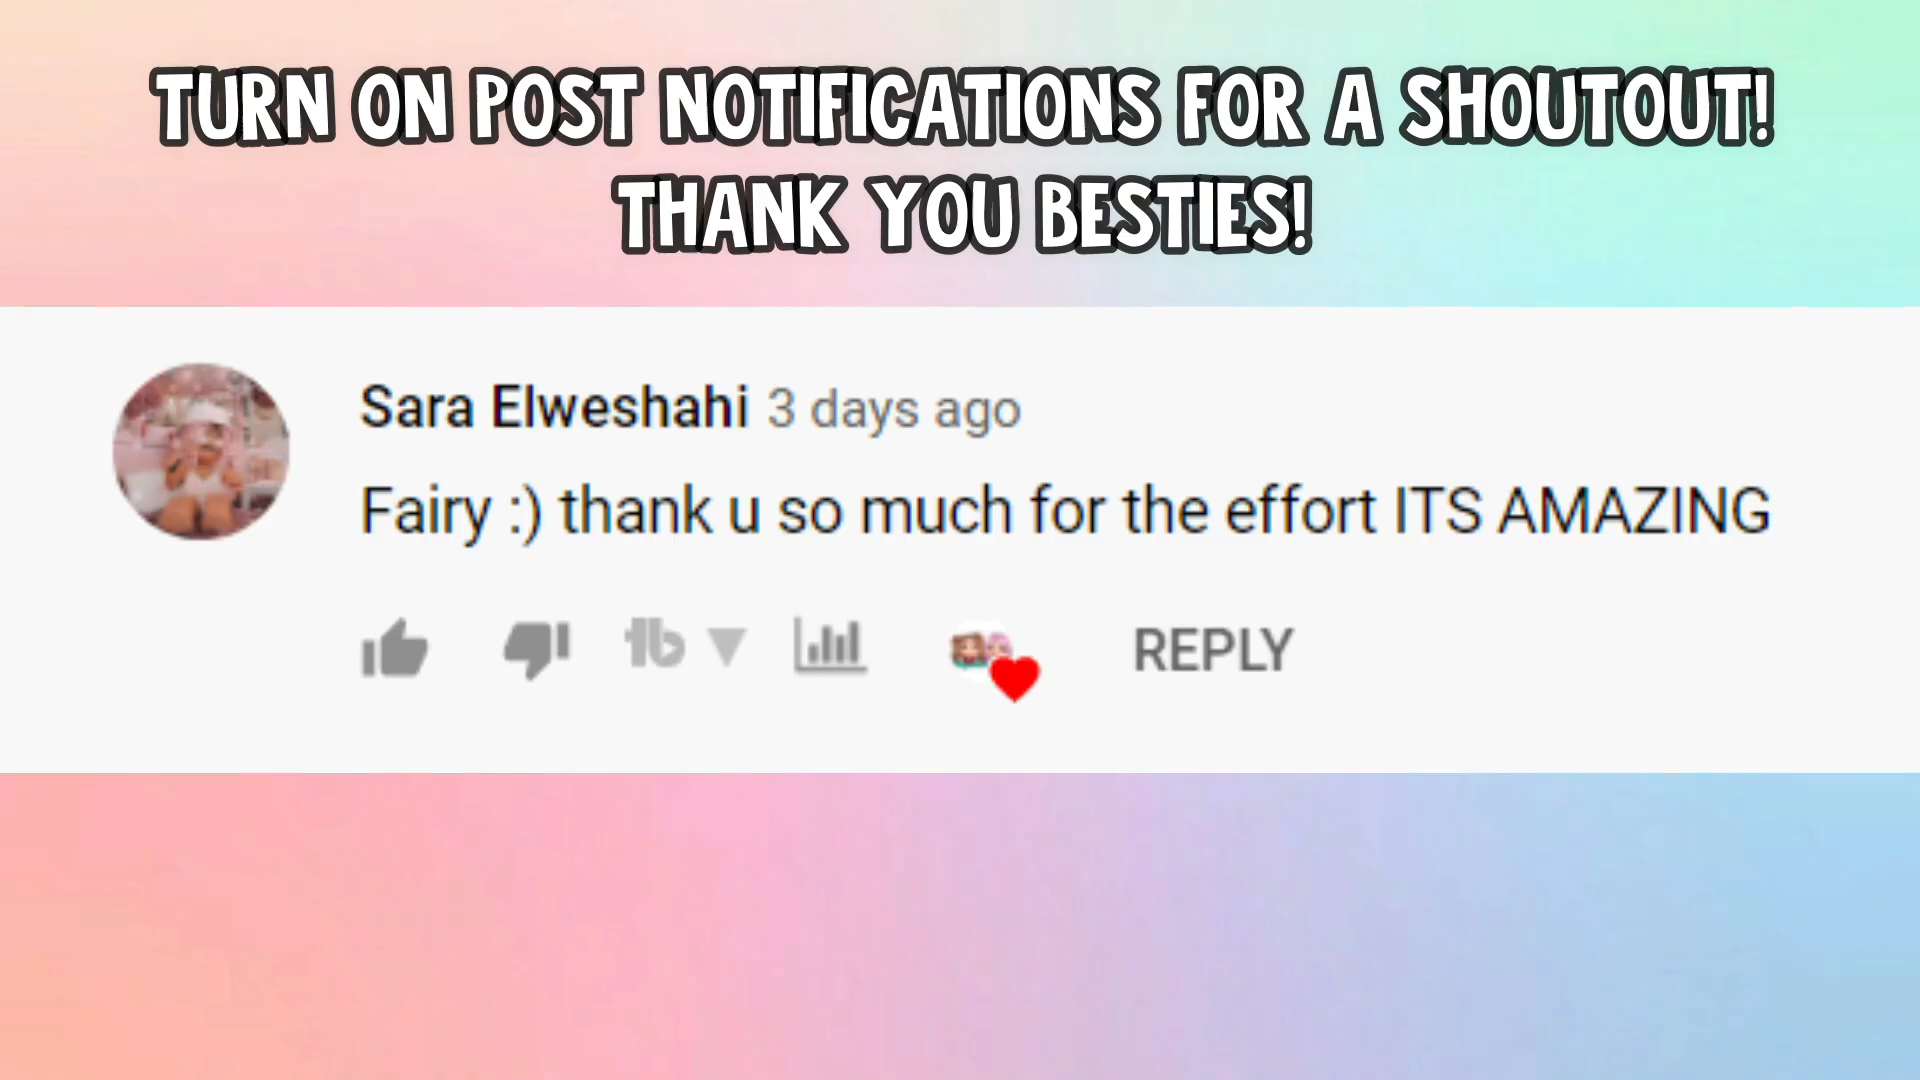 TURN ON POST NOTIFICATIONS FOR A SHOUTOUT!
THANK YOU BESTIES!
Sara Elweshahi 3 days ago
Fairy :) thank u so much for the effort ITS AMAZING
tb
REPLY